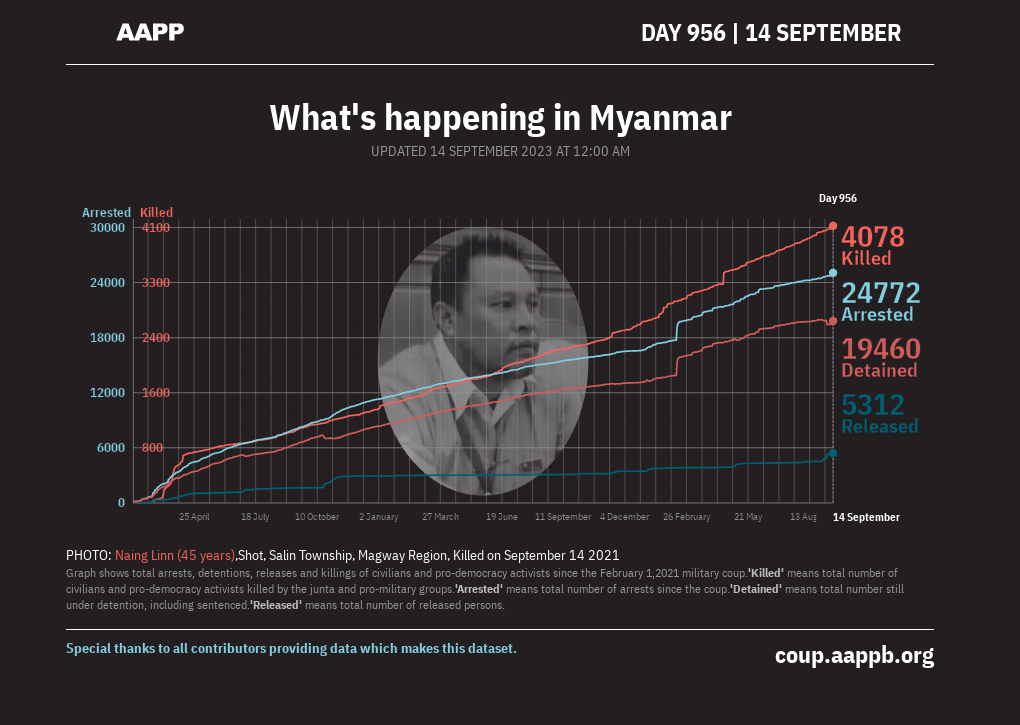 AAPP
DAY 956 | 14 SEPTEMBER
What's happening in Myanmar
UPDATED 14 SEPTEMBER 2023 AT 12:00 AM
Day 956
Arrested Killed
30000 4100
24000 3300
18000 2400
12000 1600
6000 800
0
4078
Killed
24772
Arrested
19460
Detained
5312
Released
25 April 18 July 10 October 2 January 27 March 19 June 11 September 4 December 26 February 21 May 13 Aug 14 September
PHOTO: Naing Linn (45 years),Shot, Salin Township, Magway Region, Killed on September 14 2021
Graph shows total arrests, detentions, releases and killings of civilians and pro-democracy activists since the February 1,2021 military coup.'Killed' means total number of
civilians and pro-democracy activists killed by the junta and pro-military groups.'Arrested' means total number of arrests since the coup.'Detained' means total number still
under detention, including sentenced.'Released' means total number of released persons.
Special thanks to all contributors providing data which makes this dataset.
coup.aappb.org